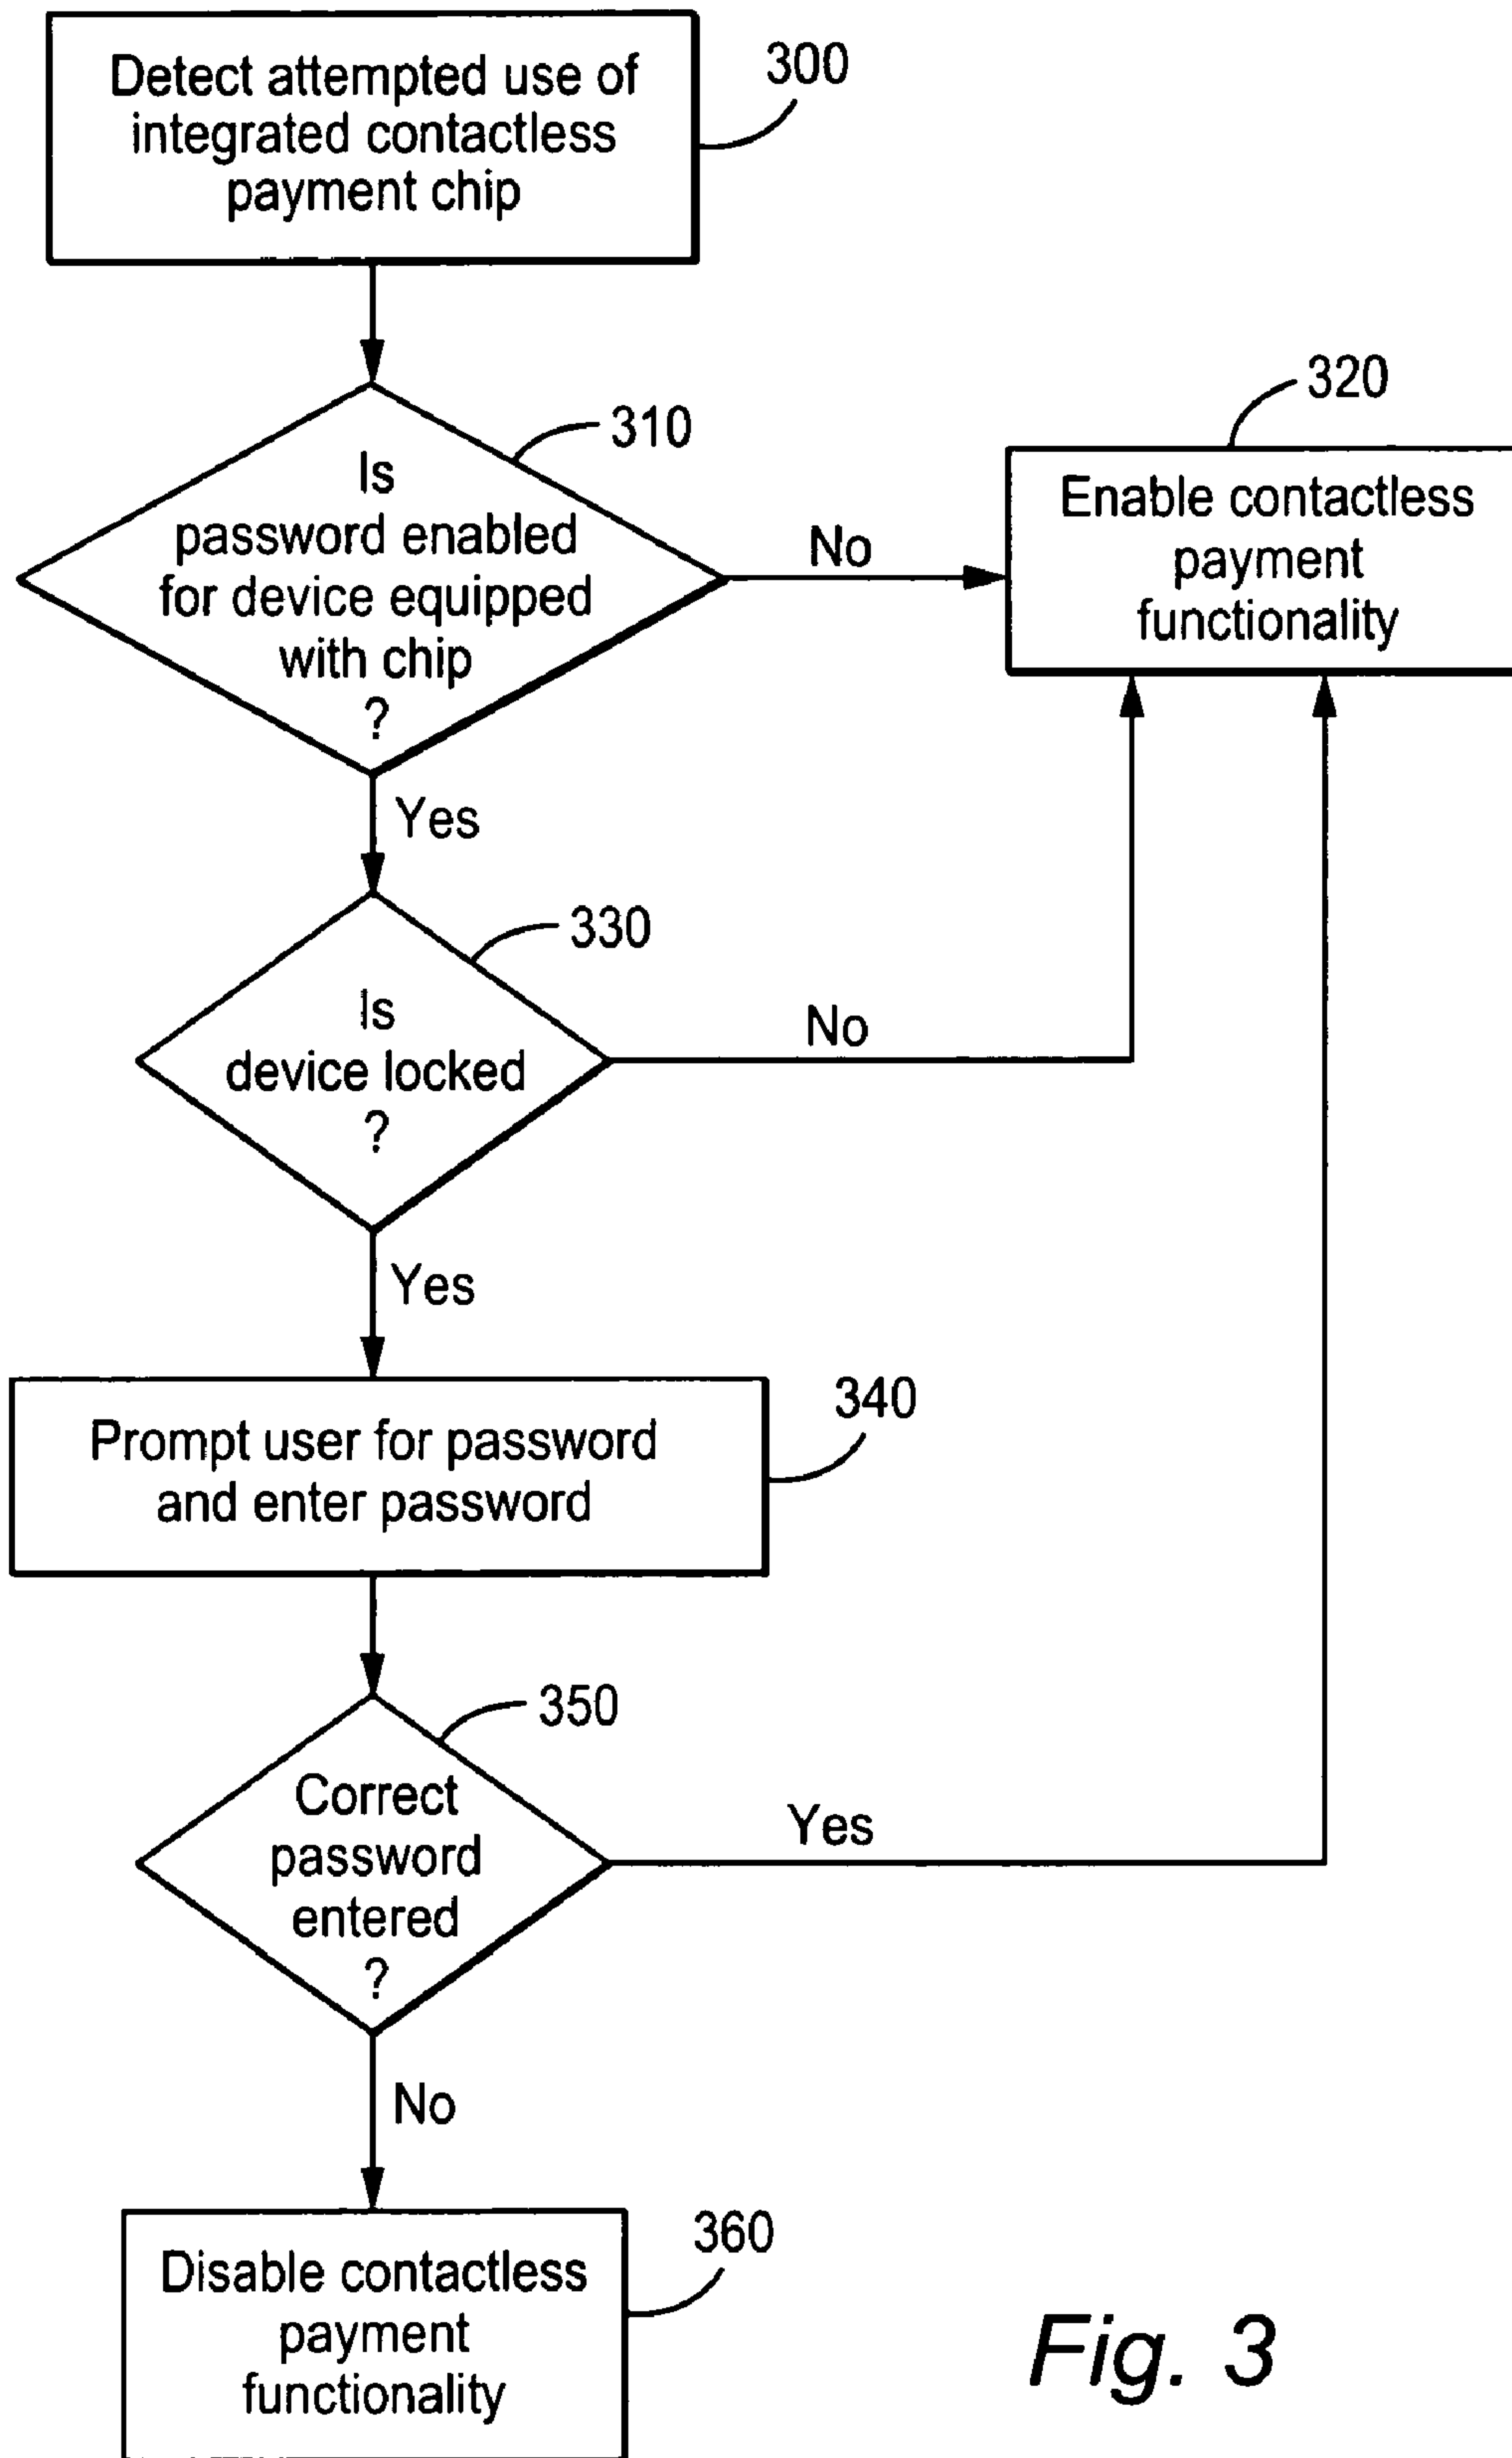 Detect attempted use of
integrated contactless
payment chip
300
310
Is
password enabled
for device equipped
with chip
?
No
320
Enable contactless
payment
functionality
Yes
330
Is
device locked
?
No
Yes
340
Prompt user for password
and enter password
350
Correct
password
entered
?
Yes
No
360
Disable contactless
payment
functionality
Fig. 3